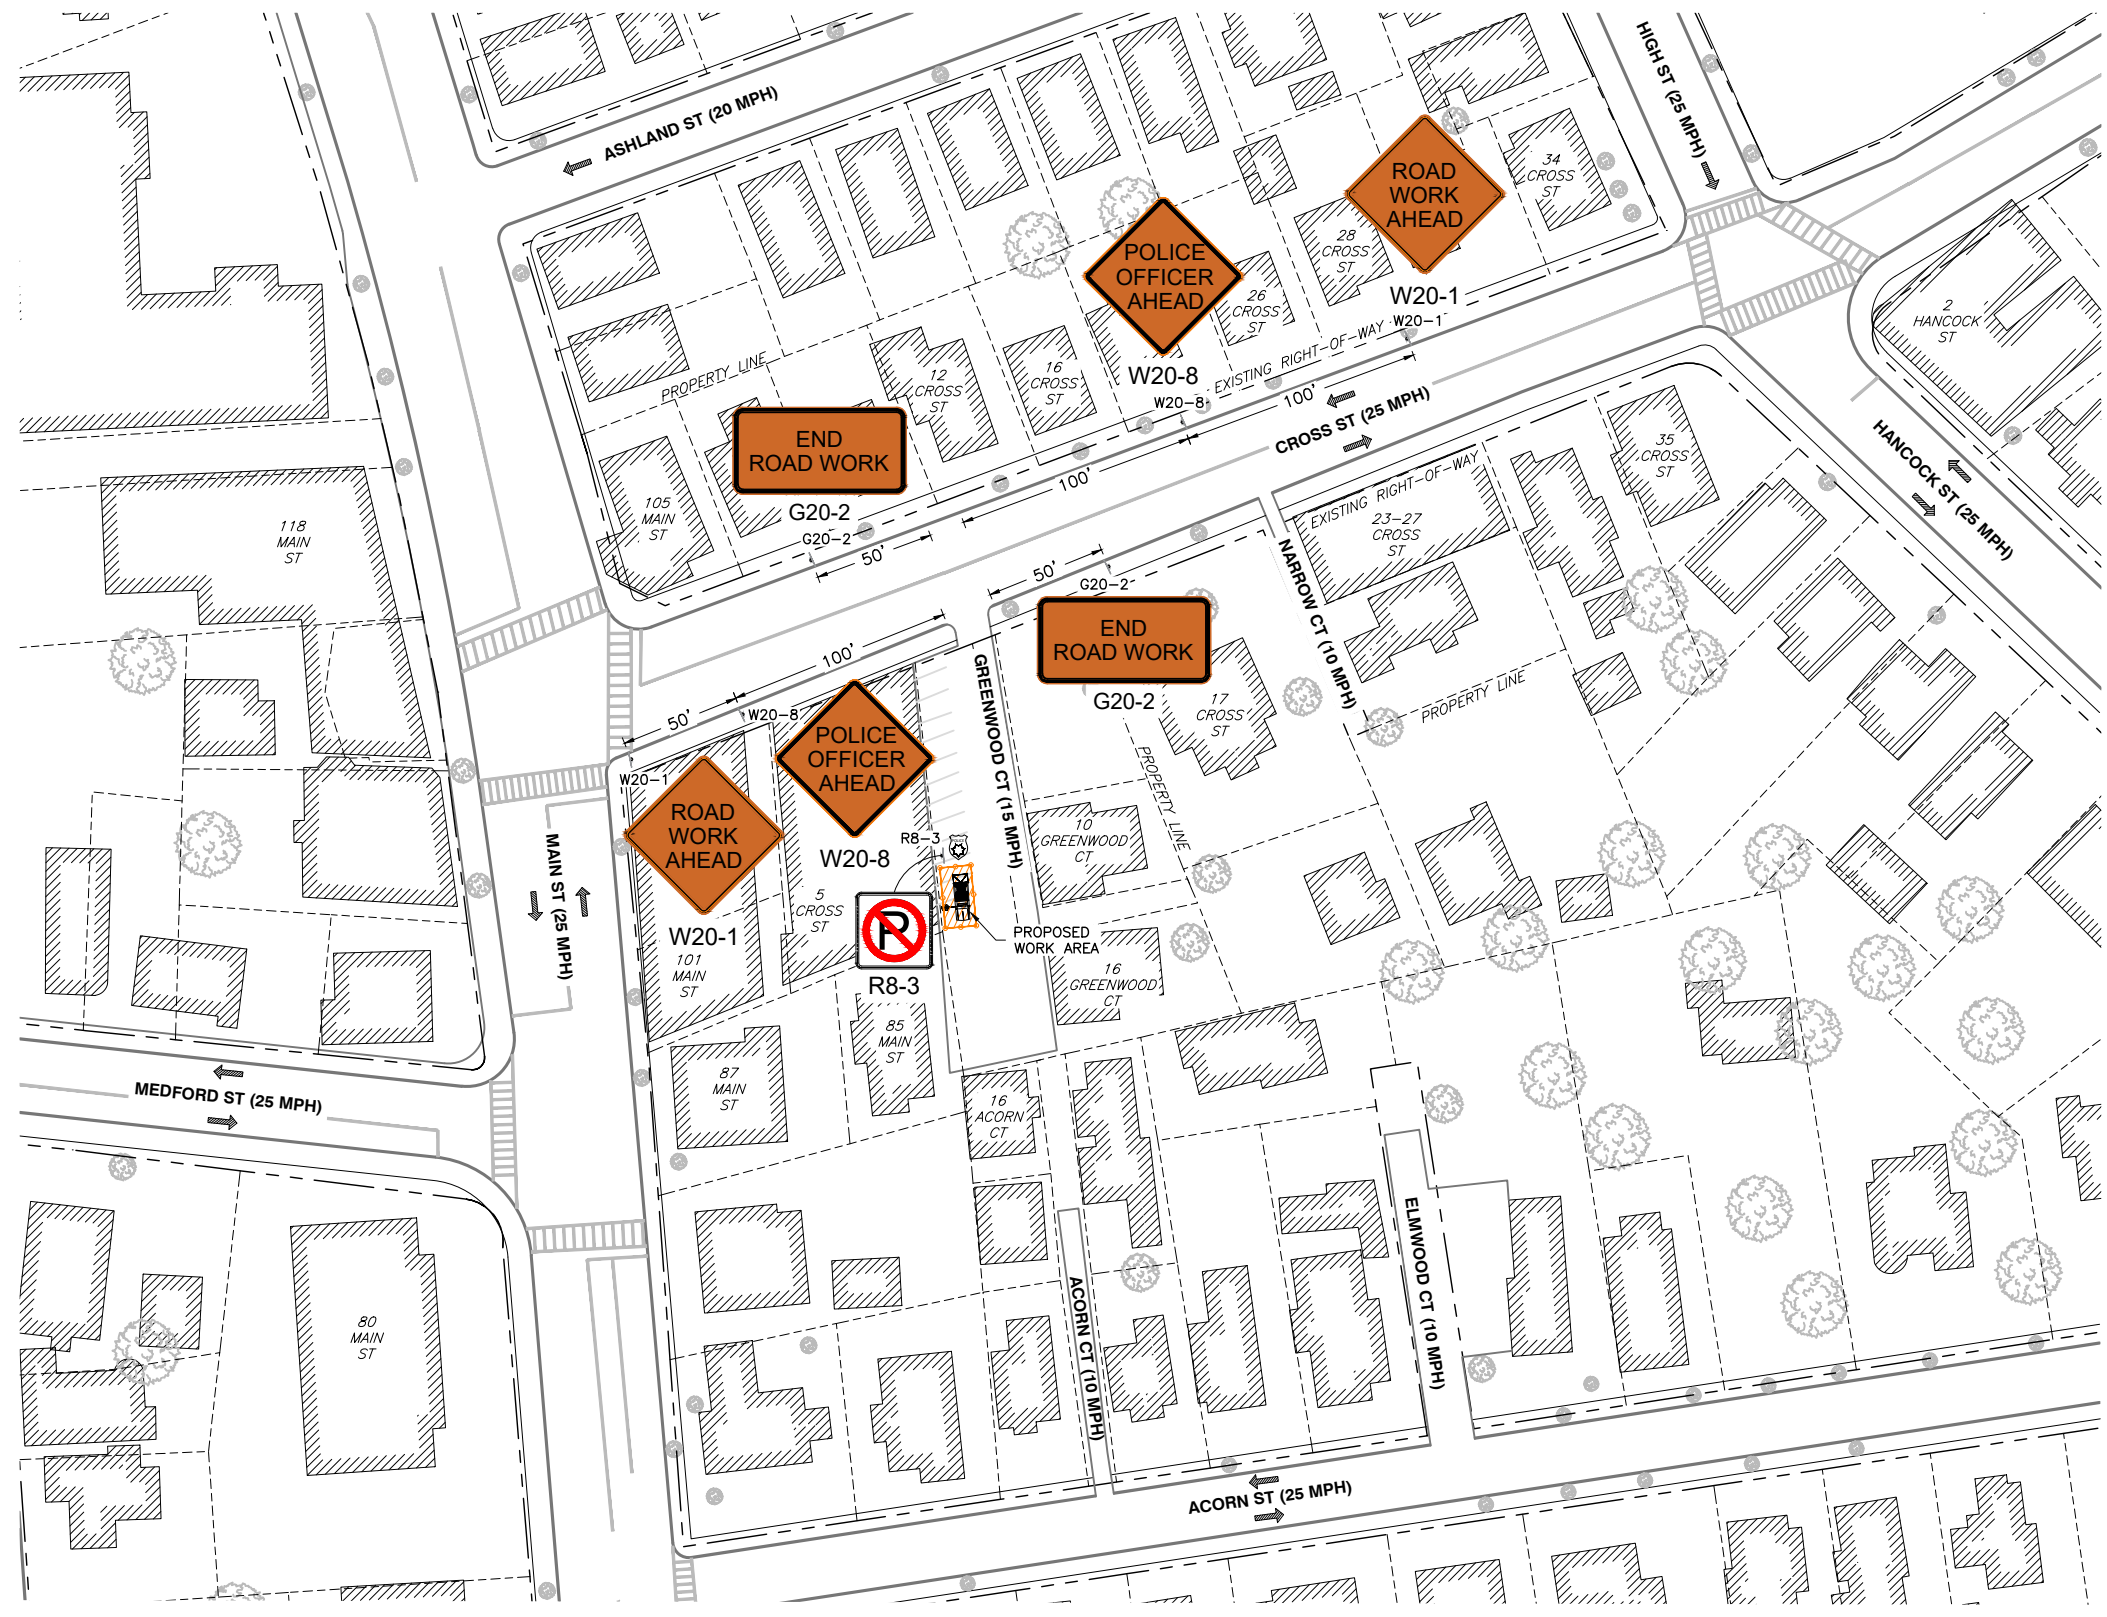 ASHLAND ST (20 MPH)
HIGH ST (25 MPH)
ROAD
WORK
AHEAD
W20-1
W20-1
34
CROSS
ST
28
CROSS
ST
POLICE
OFFICER
AHEAD
W20-8
W20-8
26
CROSS
ST
2
HANCOCK
ST
EXISTING RIGHT-OF-WAY
100'
CROSS ST (25 MPH)
PROPERTY LINE
12
CROSS
ST
16
CROSS
ST
END
ROAD WORK
G20-2
G20-2
50'
100'
105
MAIN
ST
118
MAIN
ST
35
CROSS
ST
HANCOCK ST (25 MPH)
EXISTING RIGHT-OF-WAY
23-27
CROSS
ST
NARROW CT (10 MPH)
50'
G20-2
END
ROAD WORK
G20-2
17
CROSS
ST
PROPERTY LINE
PROPERTY LINE
100'
50'
W20-8
POLICE
OFFICER
AHEAD
W20-8
W20-1
ROAD
WORK
AHEAD
W20-1
101
MAIN
ST
5
CROSS
ST
GREENWOOD CT (15 MPH)
R8-3
P
R8-3
10
GREENWOOD
CT
PROPOSED
WORK AREA
16
GREENWOOD
CT
MAIN ST (25 MPH)
85
MAIN
ST
87
MAIN
ST
16
ACORN
CT
MEDFORD ST (25 MPH)
80
MAIN
ST
ACORN CT (10 MPH)
ELMWOOD CT (10 MPH)
ACORN ST (25 MPH)